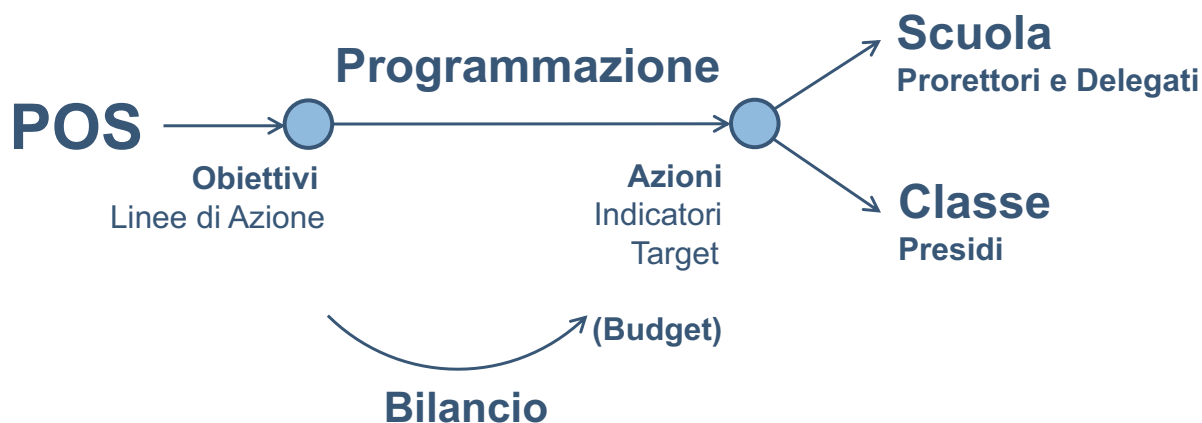 POS
Programmazione
Obiettivi
Linee di Azione
Azioni
Indicatori
Target
(Budget)
Bilancio
Scuola
Prorettori e Delegati
Classe
Presidi